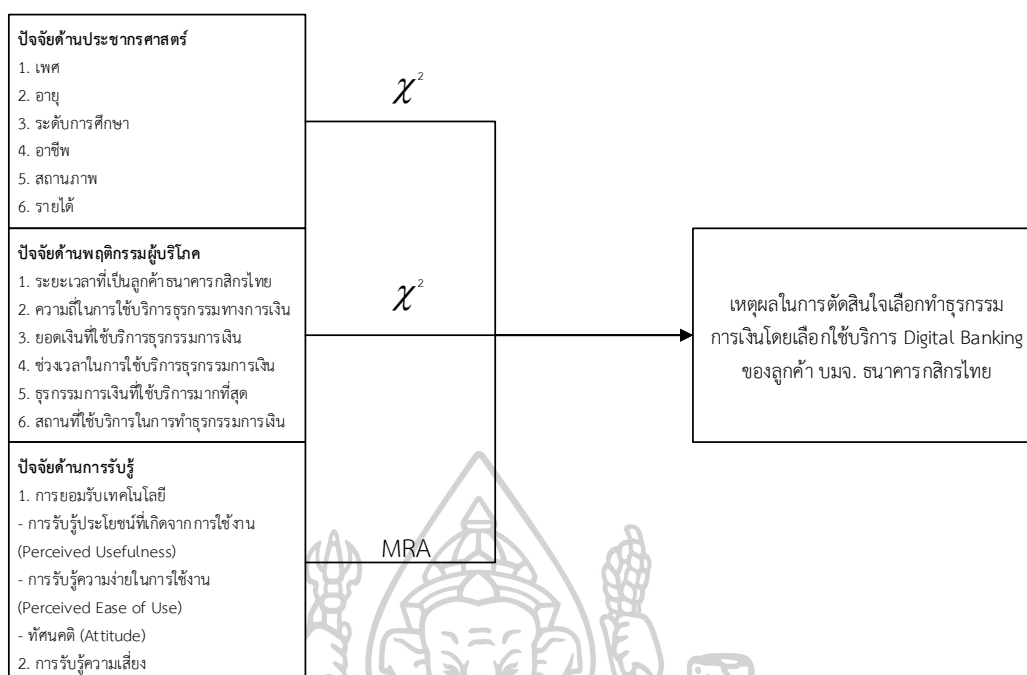 ปัจจัยด้านประชากรศาสตร์
1. เพศ
2. อายุ
3. ระดับการศึกษา
4. อาชีพ
5. สถานภาพ
6. รายได้
χ²
ปัจจัยด้านพฤติกรรมผู้บริโภค
1. ระยะเวลาที่เป็นลูกค้าธนาคารกสิกรไทย
2. ความถี่ในการใช้บริการธุรกรรมทางการเงิน
3. ยอดเงินที่ใช้บริการธุรกรรมการเงิน
4. ช่วงเวลาในการใช้บริการธุรกรรมการเงิน
5. ธุรกรรมการเงินที่ใช้บริการมากที่สุด
6. สถานที่ใช้บริการในการทำธุรกรรมการเงิน
χ²
ปัจจัยด้านการรับรู้
1. การยอมรับเทคโนโลยี
- การรับรู้ประโยชน์ที่เกิดจากการใช้งาน
(Perceived Usefulness)
- การรับรู้ความง่ายในการใช้งาน
(Perceived Ease of Use)
- ทัศนคติ (Attitude)
2. การรับรู้ความเสี่ยง
MRA
เหตุผลในการตัดสินใจเลือกทำธุรกรรม
การเงินโดยเลือกใช้บริการ Digital Banking
ของลูกค้า บมจ. ธนาคารกสิกรไทย